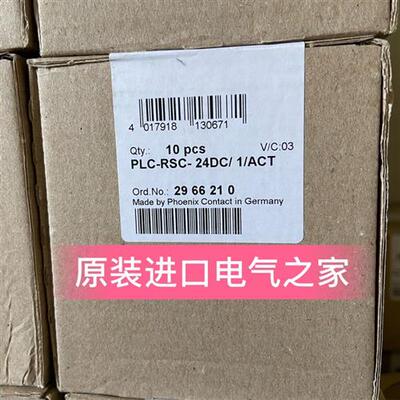 4 017918 130671
Qty.: 10 pcs V/C:03
PLC-RSC- 24DC/ 1/ACT
Ord.No.: 29 66 21 0
Made by Phoenix Contact in Germany
原装进口电气之家